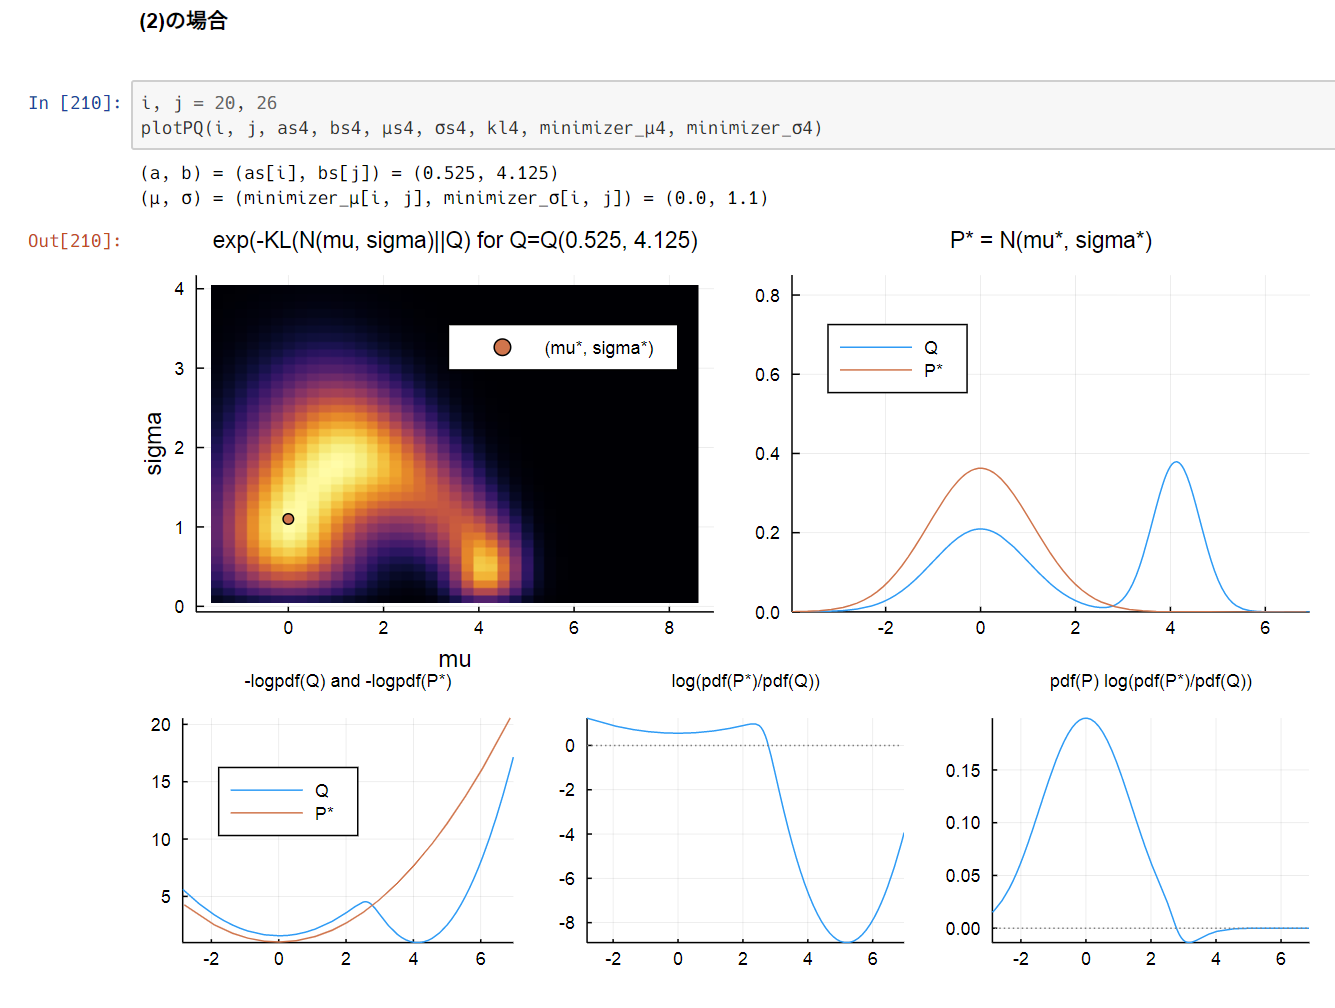 (2)の場合
In [210]:
i, j = 20, 26
plotPQ(i, j, as4, bs4, μs4, σs4, kl4, minimizer_μ4, minimizer_σ4)
(a, b) = (as[i], bs[j]) = (0.525, 4.125)
(μ, σ) = (minimizer_μ[i, j], minimizer_σ[i, j]) = (0.0, 1.1)
Out[210]:
exp(-KL(N(mu, sigma)||Q) for Q=Q(0.525, 4.125)
4
3
2
1
0
sigma
(mu*, sigma*)
0 2 4 6 8
mu
P* = N(mu*, sigma*)
0.8
0.6
0.4
0.2
0.0
Q
P*
-2 0 2 4 6
-logpdf(Q) and -logpdf(P*)
20
15
10
5
Q
P*
-2 0 2 4 6
log(pdf(P*)/pdf(Q))
0
-2
-4
-6
-8
-2 0 2 4 6
pdf(P) log(pdf(P*)/pdf(Q))
0.15
0.10
0.05
0.00
-2 0 2 4 6